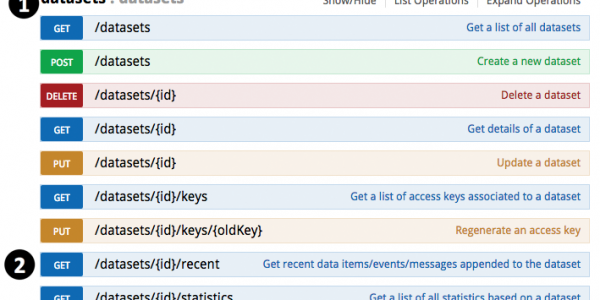 1 datasets : datasets Show/Hide List Operations Expand Operations
GET /datasets Get a list of all datasets
POST /datasets Create a new dataset
DELETE /datasets/{id} Delete a dataset
GET /datasets/{id} Get details of a dataset
PUT /datasets/{id} Update a dataset
GET /datasets/{id}/keys Get a list of access keys associated to a dataset
PUT /datasets/{id}/keys/{oldKey} Regenerate an access key
2 GET /datasets/{id}/recent Get recent data items/events/messages appended to the dataset
GET /datasets/{id}/statistics Get a list of all statistics based on a dataset